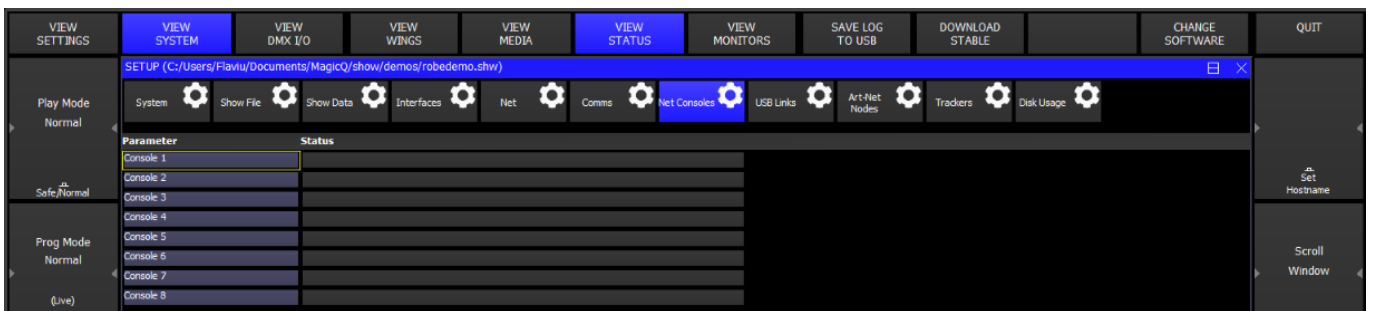 VIEW
SETTINGS
VIEW
SYSTEM
VIEW
DMX I/O
VIEW
WINGS
VIEW
MEDIA
VIEW
STATUS
VIEW
MONITORS
SAVE LOG
TO USB
DOWNLOAD
STABLE
CHANGE
SOFTWARE
QUIT
SETUP (C:/Users/Flaviu/Documents/MagicQ/show/demos/robedemo.shw)
Play Mode
Normal
Safe/Normal
System
Show File
Show Data
Interfaces
Net
Comms
Net Consoles
USB Links
Art-Net
Nodes
Trackers
Disk Usage
Parameter Status
Console 1
Console 2
Console 3
Console 4
Console 5
Console 6
Console 7
Console 8
Prog Mode
Normal
(Live)
Set
Hostname
Scroll
Window